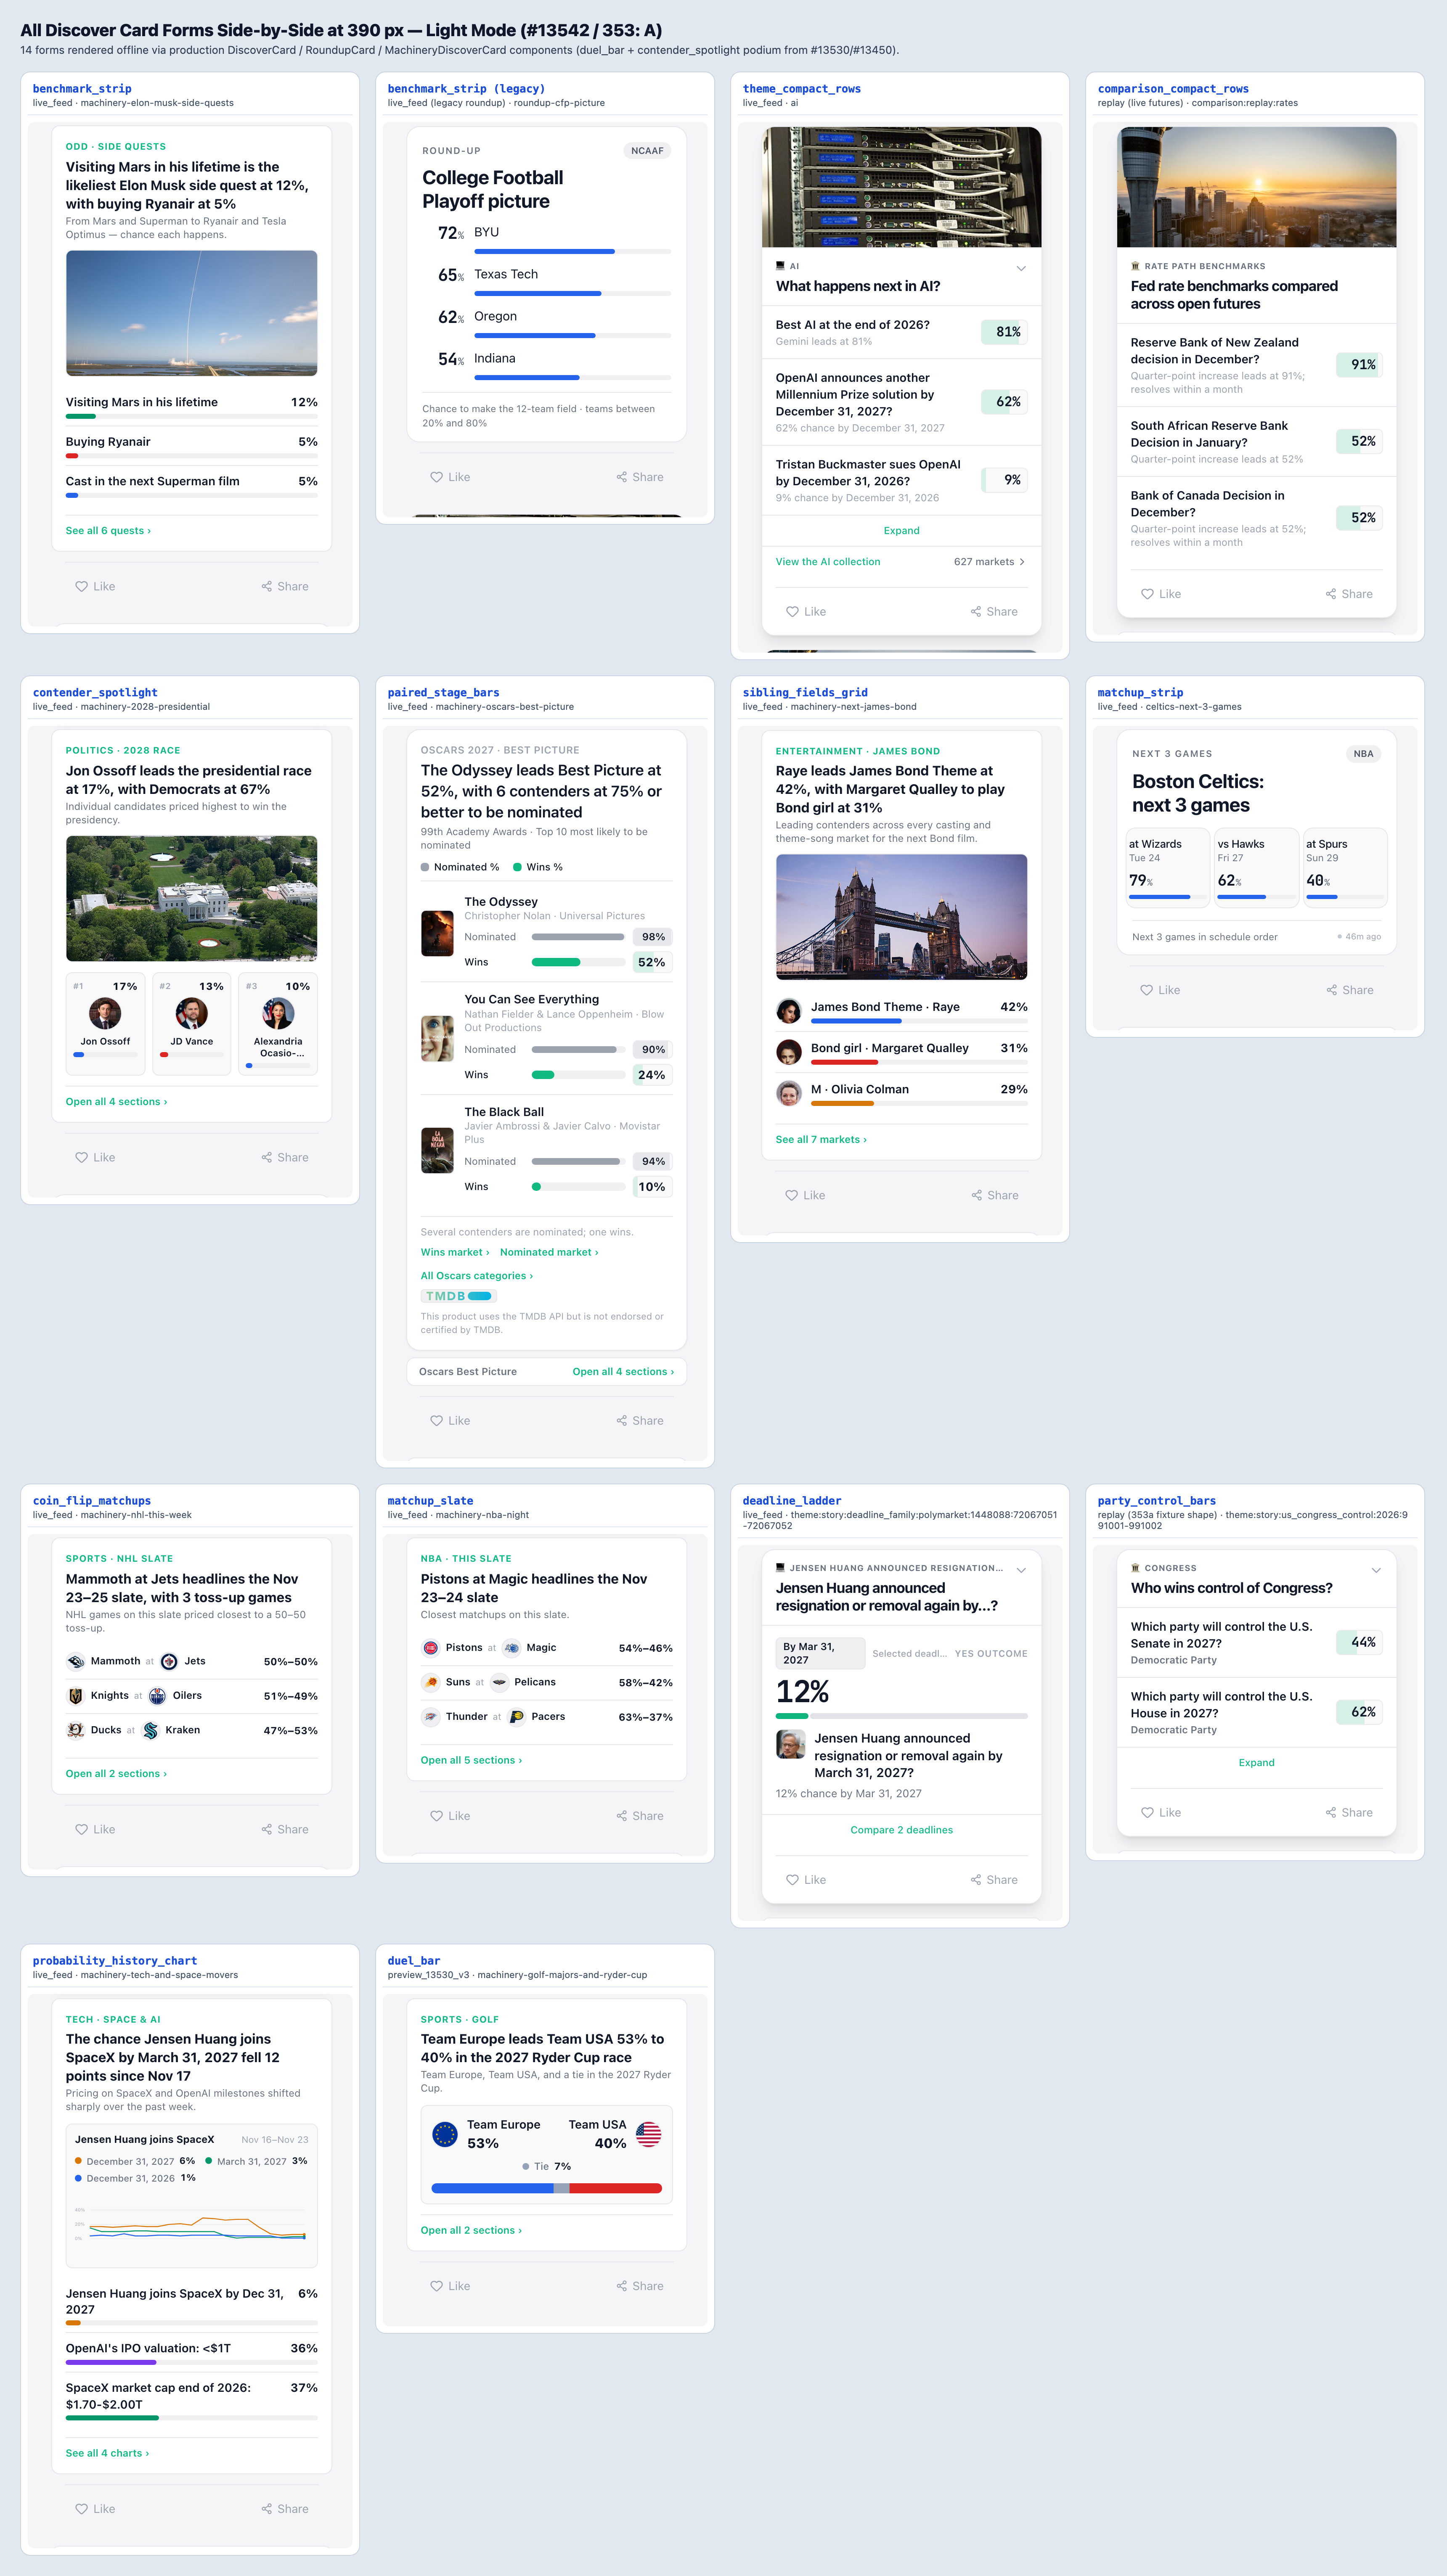 All Discover Card Forms Side-by-Side at 390 px — Light Mode (#13542 / 353: A)
14 forms rendered offline via production DiscoverCard / RoundupCard / MachineryDiscoverCard components (duel_bar + contender_spotlight podium from #13530/#13450).
benchmark_strip
live_feed · machinery-elon-musk-side-quests
ODD · SIDE QUESTS
Visiting Mars in his lifetime is the
likeliest Elon Musk side quest at 12%,
with buying Ryanair at 5%
From Mars and Superman to Ryanair and Tesla
Optimus — chance each happens.
Visiting Mars in his lifetime 12%
Buying Ryanair 5%
Cast in the next Superman film 5%
See all 6 quests ›
Like Share
benchmark_strip (legacy)
live_feed (legacy roundup) · roundup-cfp-picture
ROUND-UP NCAAF
College Football
Playoff picture
72% BYU
65% Texas Tech
62% Oregon
54% Indiana
Chance to make the 12-team field · teams between
20% and 80%
Like Share
theme_compact_rows
live_feed · ai
AI
What happens next in AI?
Best AI at the end of 2026? 81%
Gemini leads at 81%
OpenAI announces another
Millennium Prize solution by
December 31, 2027? 62%
62% chance by December 31, 2027
Tristan Buckmaster sues OpenAI
by December 31, 2026? 9%
9% chance by December 31, 2026
Expand
View the AI collection 627 markets >
Like Share
comparison_compact_rows
replay (live futures) · comparison:replay:rates
RATE PATH BENCHMARKS
Fed rate benchmarks compared
across open futures
Reserve Bank of New Zealand
decision in December? 91%
Quarter-point increase leads at 91%;
resolves within a month
South African Reserve Bank
Decision in January? 52%
Quarter-point increase leads at 52%
Bank of Canada Decision in
December? 52%
Quarter-point increase leads at 52%;
resolves within a month
Like Share
contender_spotlight
live_feed · machinery-2028-presidential
POLITICS · 2028 RACE
Jon Ossoff leads the presidential race
at 17%, with Democrats at 67%
Individual candidates priced highest to win the
presidency.
#1 17% #2 13% #3 10%
Jon Ossoff JD Vance Alexandria
Ocasio-...
Open all 4 sections ›
Like Share
paired_stage_bars
live_feed · machinery-oscars-best-picture
OSCARS 2027 · BEST PICTURE
The Odyssey leads Best Picture at
52%, with 6 contenders at 75% or
better to be nominated
99th Academy Awards · Top 10 most likely to be
nominated
Nominated % Wins %
The Odyssey
Christopher Nolan · Universal Pictures
Nominated 98%
Wins 52%
You Can See Everything
Nathan Fielder & Lance Oppenheim · Blow
Out Productions
Nominated 90%
Wins 24%
LA BOLA NEGRA
The Black Ball
Javier Ambrossi & Javier Calvo · Movistar
Plus
Nominated 94%
Wins 10%
Several contenders are nominated; one wins.
Wins market › Nominated market ›
All Oscars categories ›
TMDB
This product uses the TMDB API but is not endorsed or
certified by TMDB.
Oscars Best Picture Open all 4 sections ›
Like Share
sibling_fields_grid
live_feed · machinery-next-james-bond
ENTERTAINMENT · JAMES BOND
Raye leads James Bond Theme at
42%, with Margaret Qualley to play
Bond girl at 31%
Leading contenders across every casting and
theme-song market for the next Bond film.
James Bond Theme · Raye 42%
Bond girl · Margaret Qualley 31%
M · Olivia Colman 29%
See all 7 markets ›
Like Share
matchup_strip
live_feed · celtics-next-3-games
NEXT 3 GAMES NBA
Boston Celtics:
next 3 games
at Wizards vs Hawks at Spurs
Tue 24 Fri 27 Sun 29
79% 62% 40%
Next 3 games in schedule order 46m ago
Like Share
coin_flip_matchups
live_feed · machinery-nhl-this-week
SPORTS · NHL SLATE
Mammoth at Jets headlines the Nov
23–25 slate, with 3 toss-up games
NHL games on this slate priced closest to a 50–50
toss-up.
Mammoth at Jets 50%–50%
Knights at Oilers 51%–49%
Ducks at Kraken 47%–53%
Open all 2 sections ›
Like Share
matchup_slate
live_feed · machinery-nba-night
NBA · THIS SLATE
Pistons at Magic headlines the Nov
23–24 slate
Closest matchups on this slate.
Pistons at Magic 54%–46%
Suns at Pelicans 58%–42%
Thunder at Pacers 63%–37%
Open all 5 sections ›
Like Share
deadline_ladder
live_feed · theme:story:deadline_family:polymarket:1448088:72067051
-72067052
JENSEN HUANG ANNOUNCED RESIGNATION...
Jensen Huang announced
resignation or removal again by...?
By Mar 31,
2027 Selected deadl... YES OUTCOME
12%
Jensen Huang announced
resignation or removal again by
March 31, 2027?
12% chance by Mar 31, 2027
Compare 2 deadlines
Like Share
party_control_bars
replay (353a fixture shape) · theme:story:us_congress_control:2026:9
91001-991002
CONGRESS
Who wins control of Congress?
Which party will control the U.S.
Senate in 2027? 44%
Democratic Party
Which party will control the U.S.
House in 2027? 62%
Democratic Party
Expand
Like Share
probability_history_chart
live_feed · machinery-tech-and-space-movers
TECH · SPACE & AI
The chance Jensen Huang joins
SpaceX by March 31, 2027 fell 12
points since Nov 17
Pricing on SpaceX and OpenAI milestones shifted
sharply over the past week.
Jensen Huang joins SpaceX Nov 16–Nov 23
December 31, 2027 6% March 31, 2027 3%
December 31, 2026 1%
40%
20%
0%
Jensen Huang joins SpaceX by Dec 31, 6%
2027
OpenAI's IPO valuation: <$1T 36%
SpaceX market cap end of 2026: 37%
$1.70-$2.00T
See all 4 charts ›
Like Share
duel_bar
preview_13530_v3 · machinery-golf-majors-and-ryder-cup
SPORTS · GOLF
Team Europe leads Team USA 53% to
40% in the 2027 Ryder Cup race
Team Europe, Team USA, and a tie in the 2027 Ryder
Cup.
Team Europe Team USA
53% 40%
Tie 7%
Open all 2 sections ›
Like Share